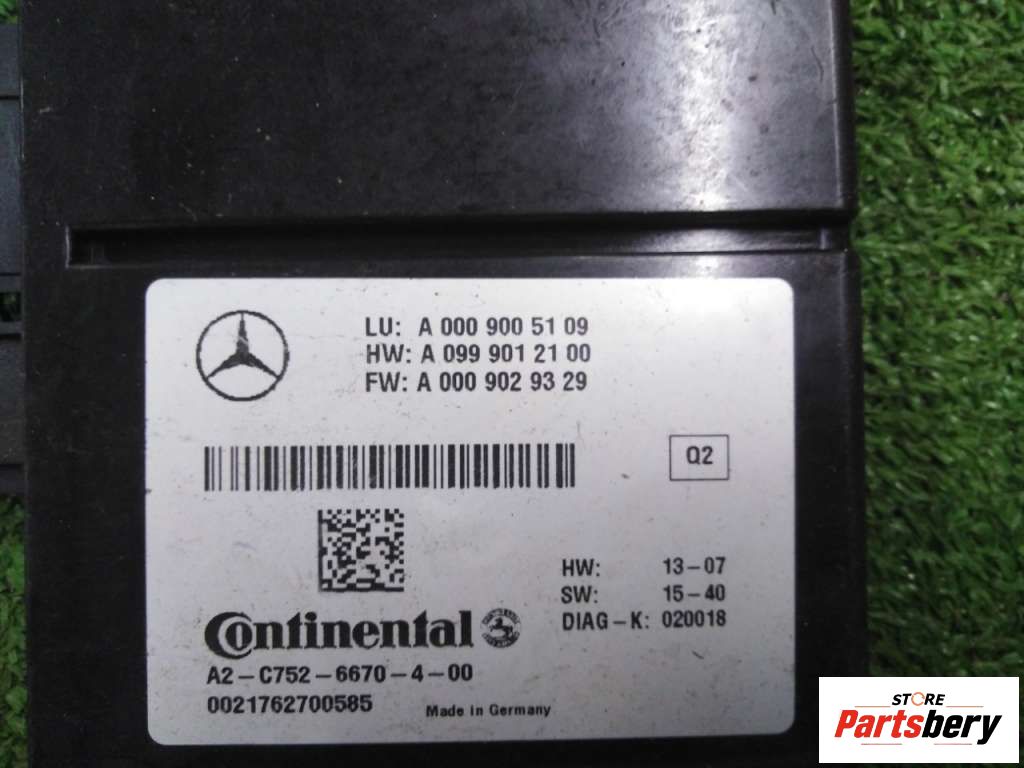 LU: A 000 900 51 09
HW: A 099 901 21 00
FW: A 000 902 93 29
Q2
HW: 13-07
SW: 15-40
DIAG-K: 020018
Continental
A2-C752-6670-4-00
0021762700585
Made in Germany
STORE
Partsbery